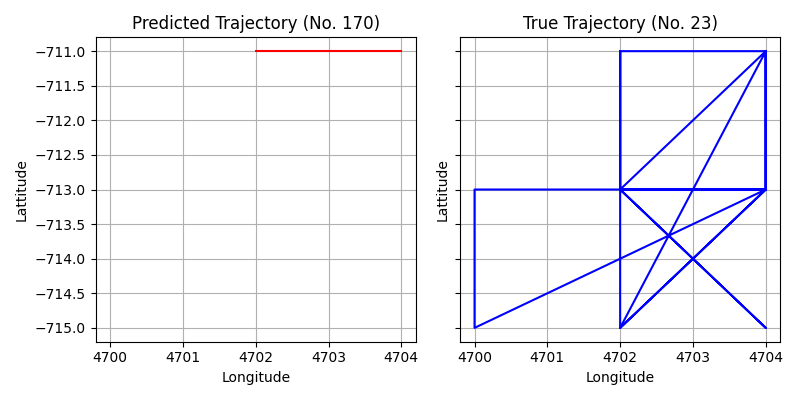 Predicted Trajectory (No. 170)
True Trajectory (No. 23)
−711.0
−711.5
−712.0
−712.5
−713.0
−713.5
−714.0
−714.5
−715.0
Lattitude
Lattitude
4700 4701 4702 4703 4704
4700 4701 4702 4703 4704
Longitude
Longitude